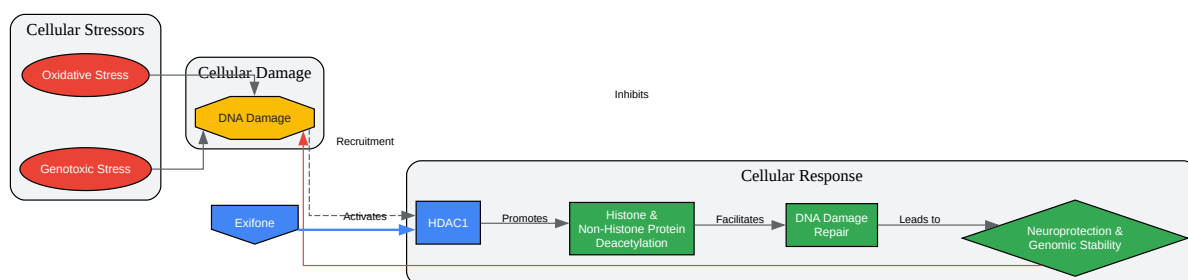 Cellular Stressors
Oxidative Stress
Genotoxic Stress
Cellular Damage
DNA Damage
Inhibits
Recruitment
Cellular Response
Exifone
Activates
HDAC1
Promotes
Histone &
Non-Histone Protein
Deacetylation
Facilitates
DNA Damage
Repair
Leads to
Neuroprotection &
Genomic Stability